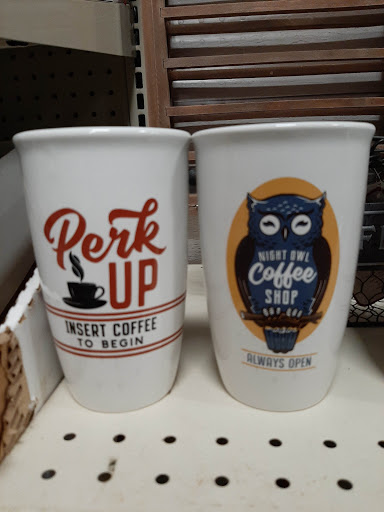 Perk
UP
INSERT COFFEE
TO BEGIN
NIGHT OWL
Coffee
SHOP
ALWAYS OPEN